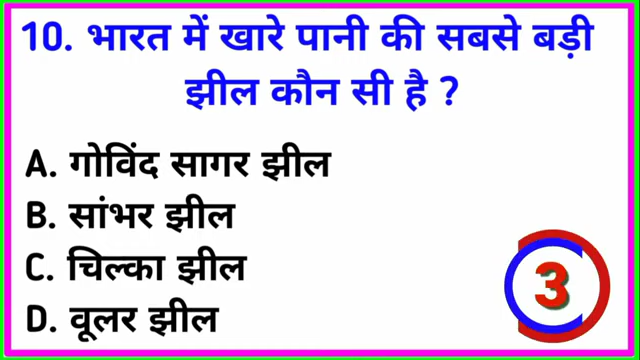 10. भारत में खारे पानी की सबसे बड़ी
झील कौन सी है ?
A. गोविंद सागर झील
B. सांभर झील
C. चिल्का झील
D. वूलर झील
3